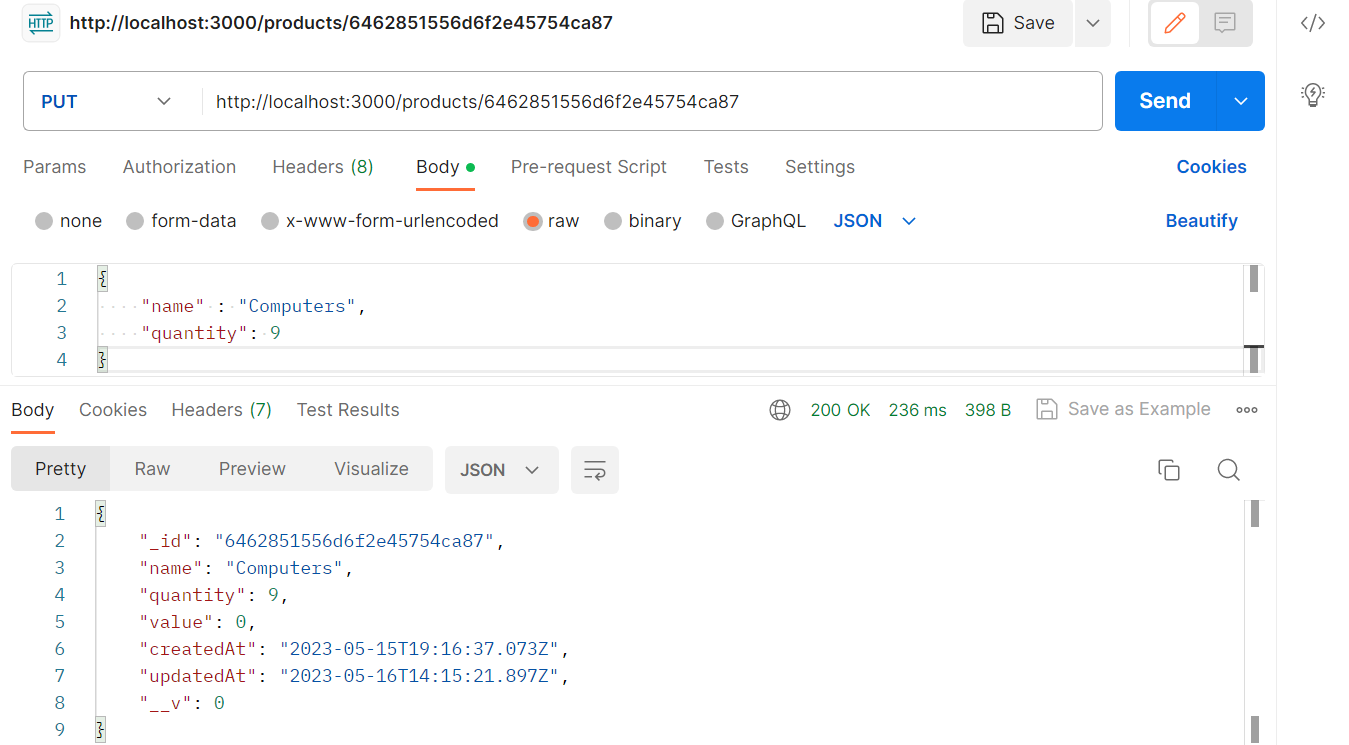 HTTP http://localhost:3000/products/6462851556d6f2e45754ca87 Save
PUT http://localhost:3000/products/6462851556d6f2e45754ca87 Send
Params Authorization Headers (8) Body Pre-request Script Tests Settings Cookies
none form-data x-www-form-urlencoded raw binary GraphQL JSON Beautify
1 {
2 "name" : "Computers",
3 "quantity": 9
4 }
Body Cookies Headers (7) Test Results 200 OK 236 ms 398 B Save as Example
Pretty Raw Preview Visualize JSON
1 {
2 "_id": "6462851556d6f2e45754ca87",
3 "name": "Computers",
4 "quantity": 9,
5 "value": 0,
6 "createdAt": "2023-05-15T19:16:37.073Z",
7 "updatedAt": "2023-05-16T14:15:21.897Z",
8 "__v": 0
9 }